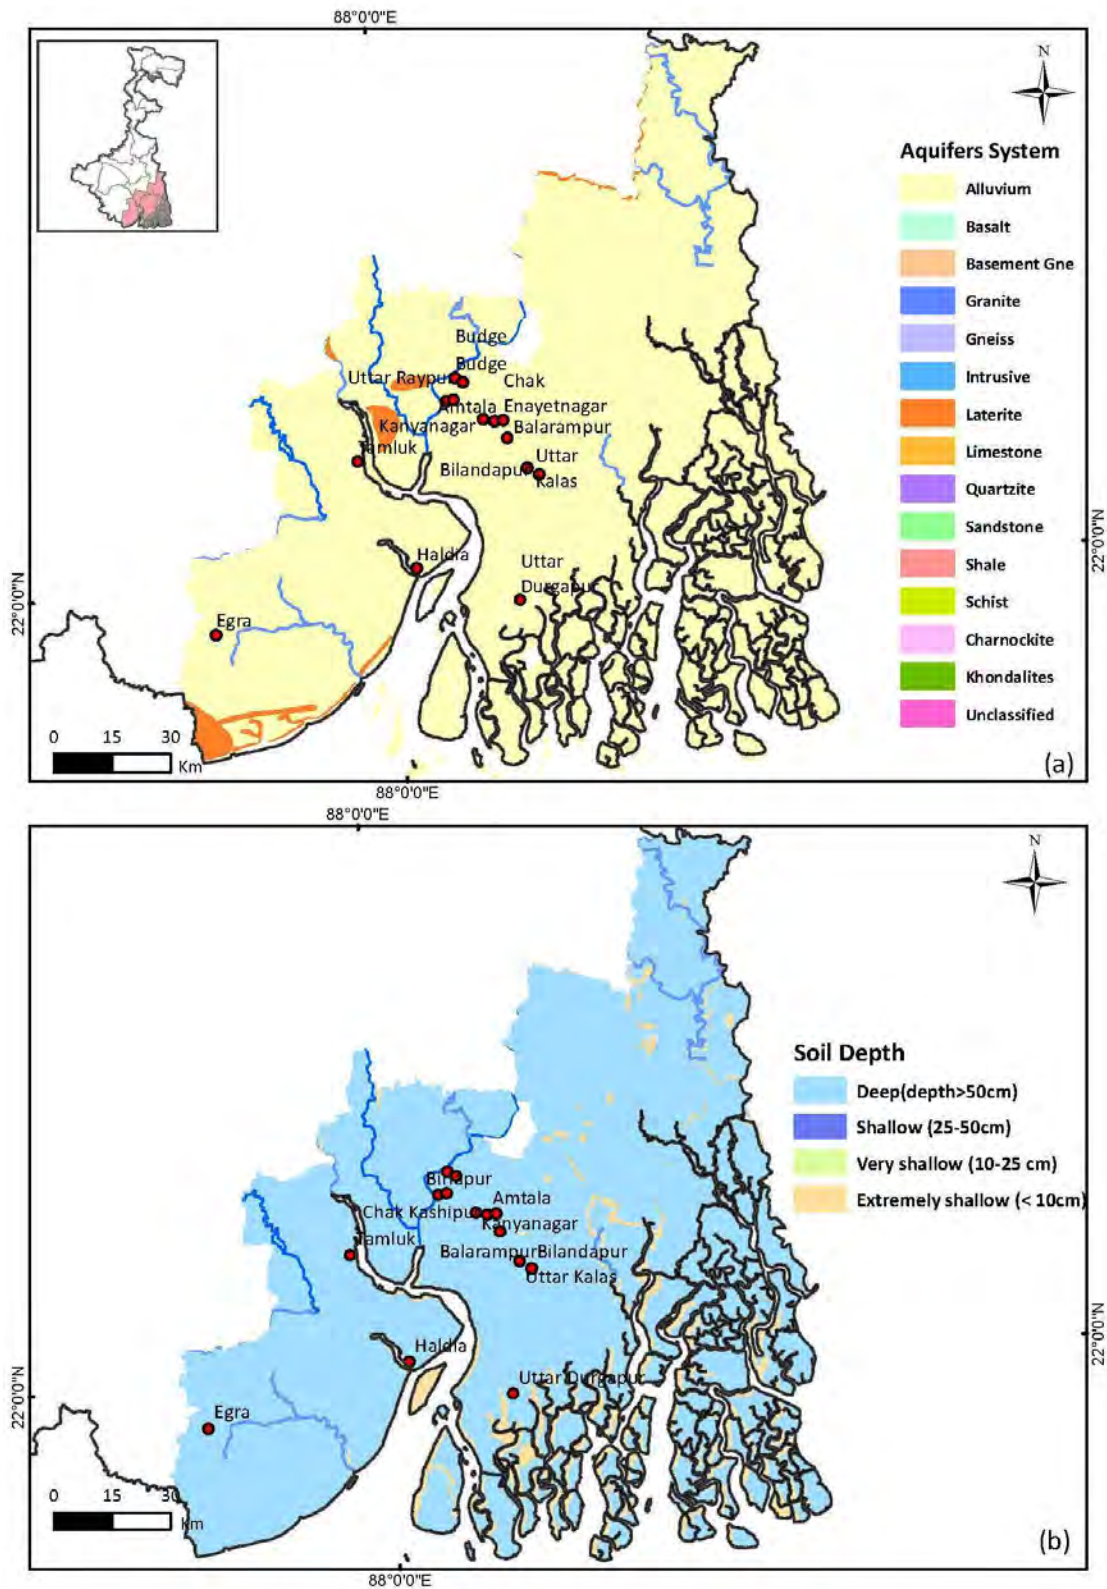 88°0'0"E
N
Aquifers System
Alluvium
Basalt
Basement Gne
Granite
Gneiss
Intrusive
Laterite
Limestone
Quartzite
Sandstone
Shale
Schist
Charnockite
Khondalites
Unclassified
Budge
Budge
Uttar Raypur
Chak
Amtala
Enayetnagar
Kanyanagar
Balarampur
Tamluk
Uttar
Bilandapur
Kalas
Haldia
Uttar
Durgapur
Egra
22°0'0"N
22°0'0"N
0 15 30
Km
(a)
88°0'0"E
88°0'0"E
N
Soil Depth
Deep(depth>50cm)
Shallow (25-50cm)
Very shallow (10-25 cm)
Extremely shallow (< 10cm)
Birlapur
Amtala
Chak Kashipur
Kanyanagar
Tamluk
Balarampur
Bilandapur
Uttar Kalas
Haldia
Uttar Durgapur
Egra
22°0'0"N
22°0'0"N
0 15 30
Km
(b)
88°0'0"E